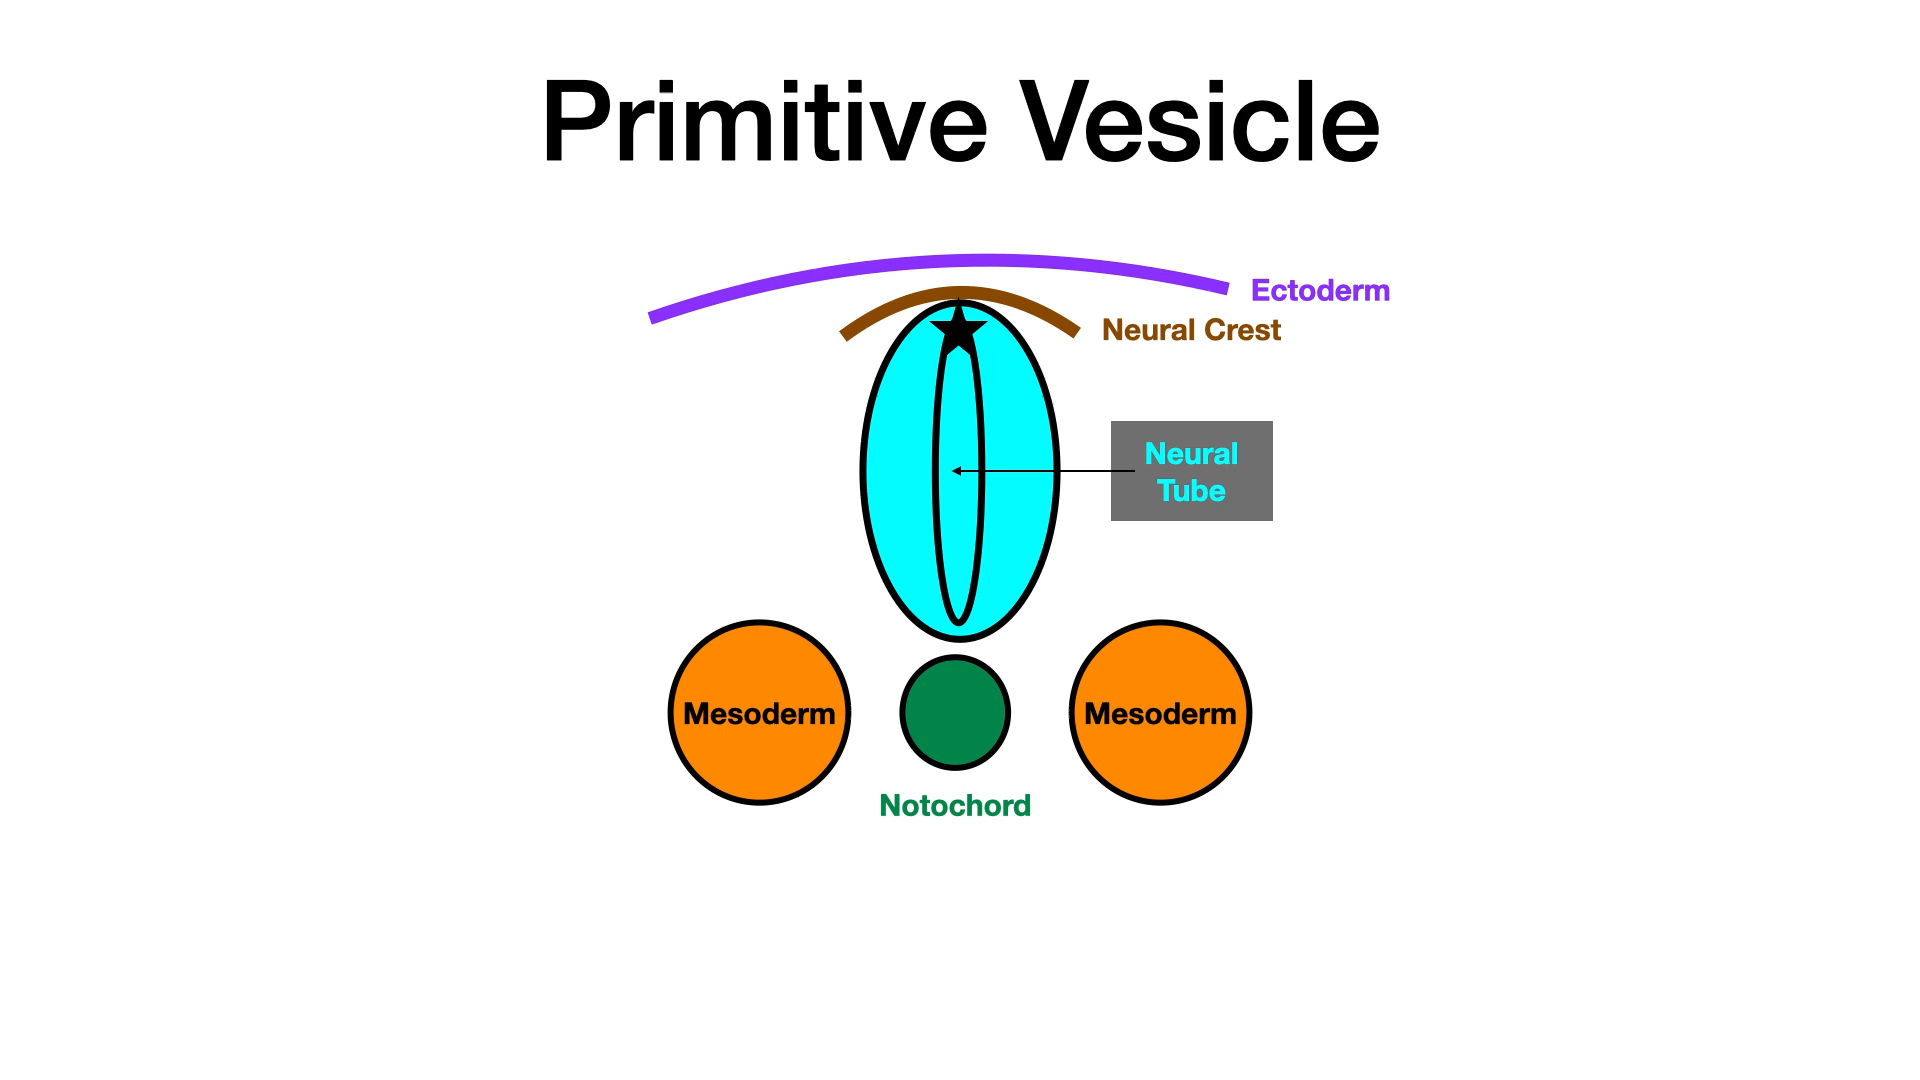 Primitive Vesicle
Ectoderm
Neural Crest
Neural
Tube
Mesoderm
Mesoderm
Notochord